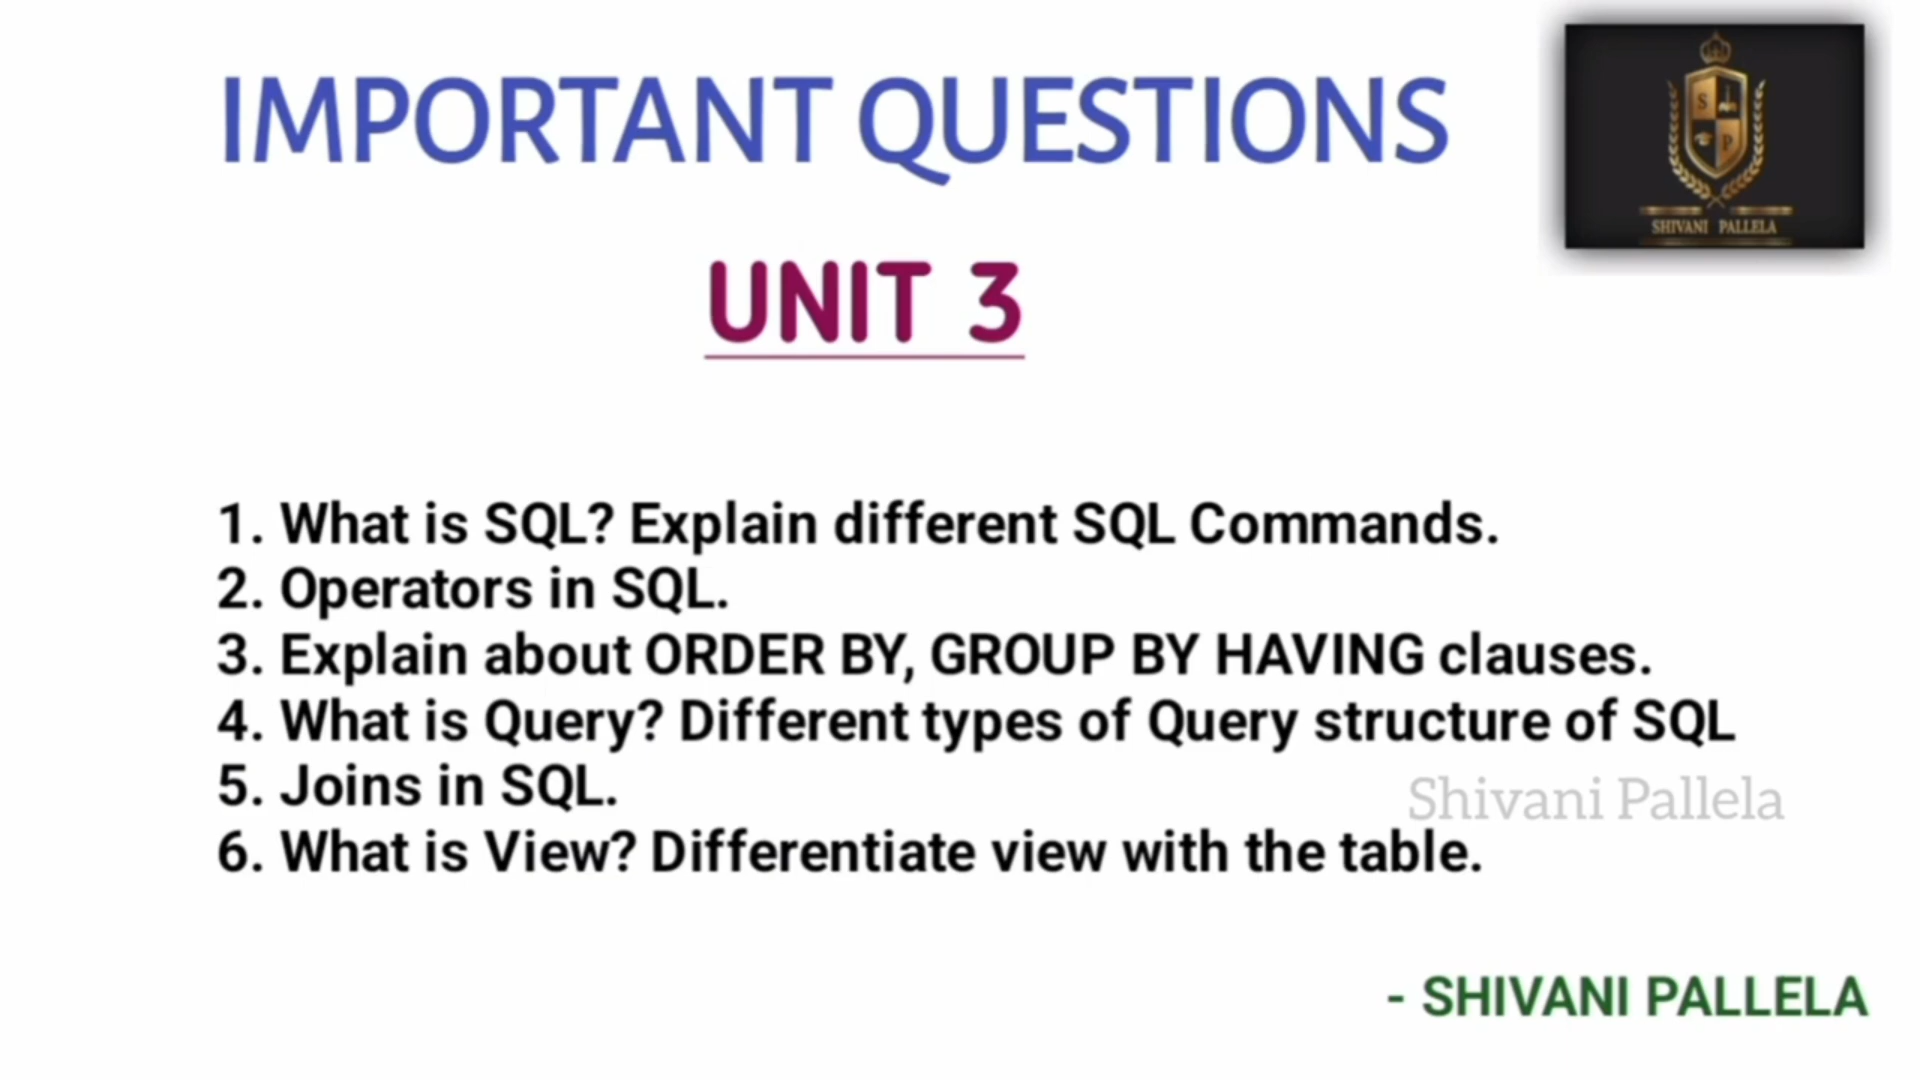 IMPORTANT QUESTIONS
S
P
SHIVANI PALLELA
UNIT 3
1. What is SQL? Explain different SQL Commands.
2. Operators in SQL.
3. Explain about ORDER BY, GROUP BY HAVING clauses.
4. What is Query? Different types of Query structure of SQL
5. Joins in SQL.
Shivani Pallela
6. What is View? Differentiate view with the table.
- SHIVANI PALLELA